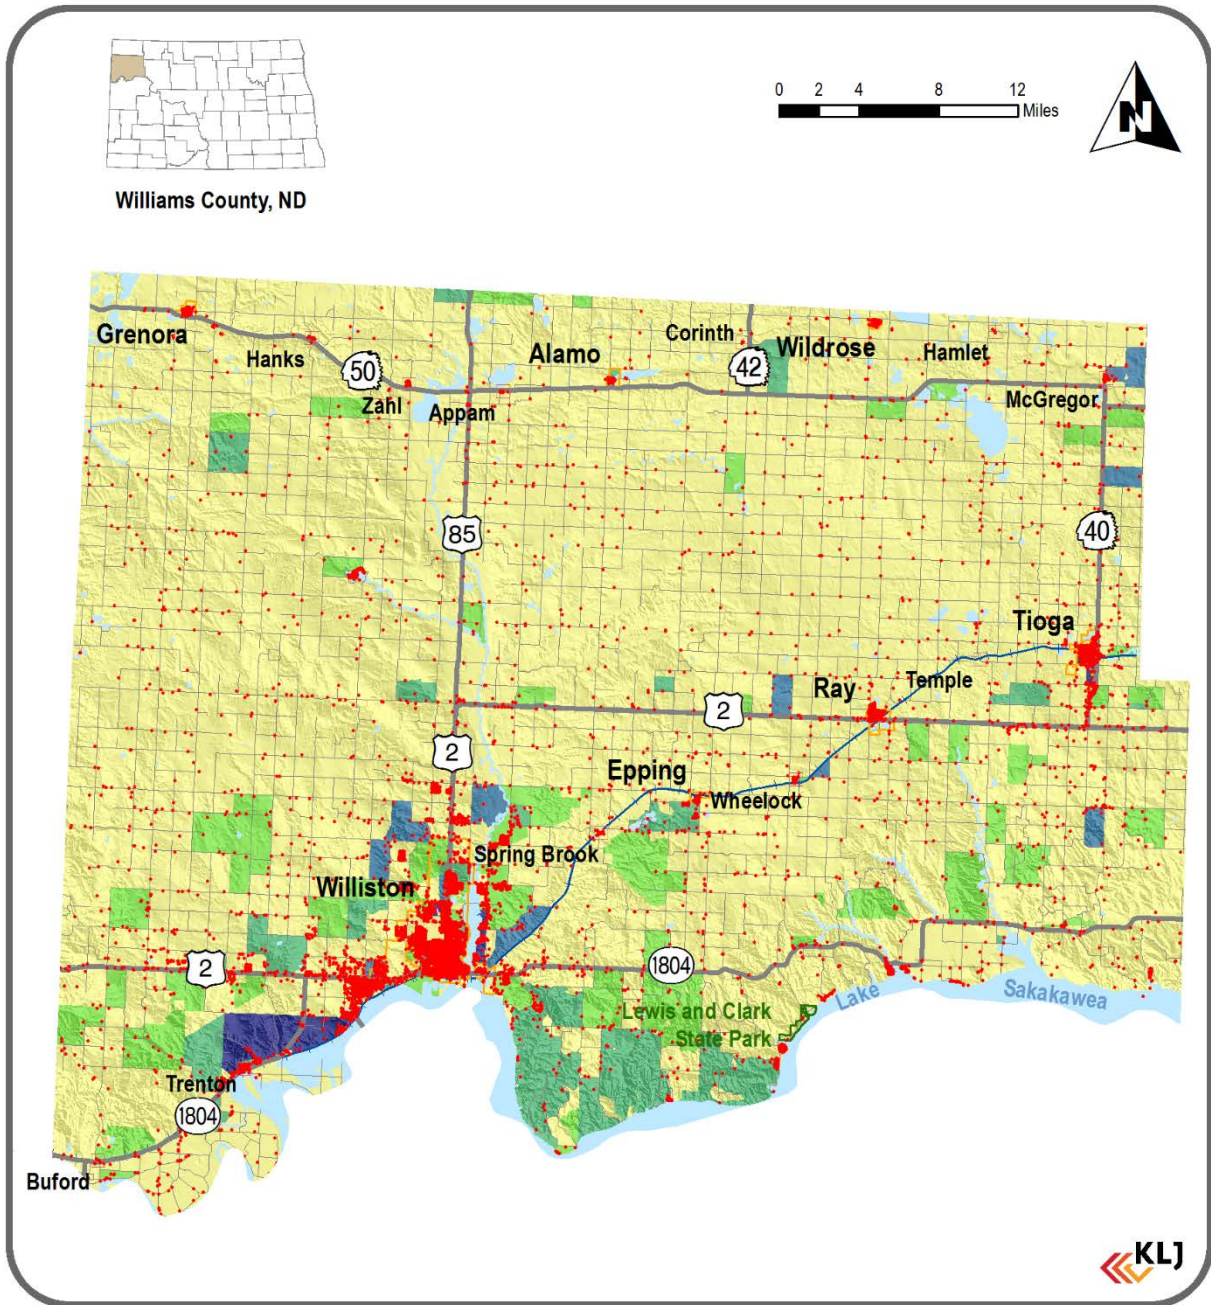 0 2 4 8 12
Miles
N
Williams County, ND
Grenora
Hanks
50
Zahl
Appam
Alamo
Corinth
42
Wildrose
Hamlet
McGregor
85
40
Tioga
Temple
Ray
2
2
Epping
Wheelock
Spring Brook
Williston
2
1804
Lewis and Clark
State Park
Lake
Sakakawea
Trenton
1804
Buford
KLJ